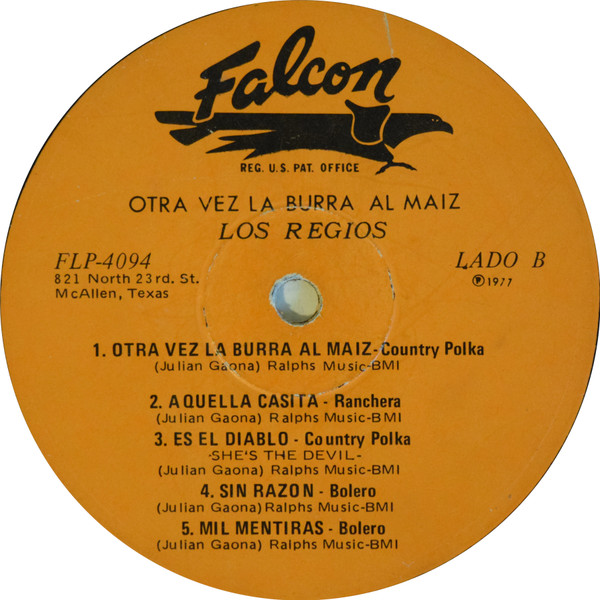 Falcon
REG. U.S. PAT. OFFICE
OTRA VEZ LA BURRA AL MAIZ
LOS REGIOS
FLP-4094
821 North 23rd. St.
McAllen, Texas
LADO B
℗1977
1. OTRA VEZ LA BURRA AL MAIZ-Country Polka
(Julian Gaona) Ralphs Music-BMI
2. AQUELLA CASITA - Ranchera
(Julian Gaona) Ralphs Music-BMI
3. ES EL DIABLO - Country Polka
-SHE'S THE DEVIL-
(Julian Gaona) Ralphs Music-BMI
4. SIN RAZON - Bolero
(Julian Gaona) Ralphs Music-BMI
5. MIL MENTIRAS - Bolero
(Julian Gaona) Ralphs Music-BMI